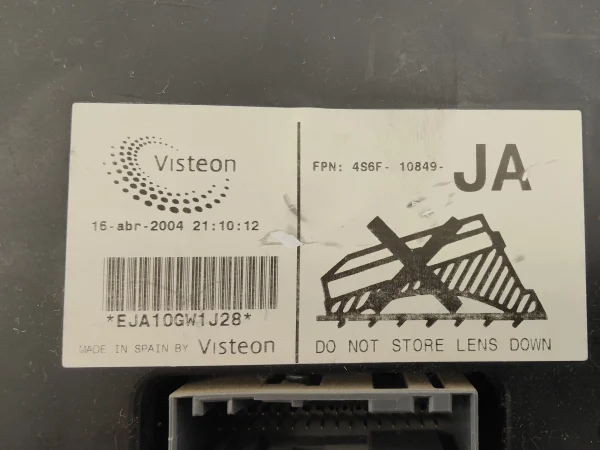 Visteon
16-abr-2004 21:10:12
*EJA10GW1J28*
MADE IN SPAIN BY Visteon
FPN: 4S6F- 10849-JA
DO NOT STORE LENS DOWN